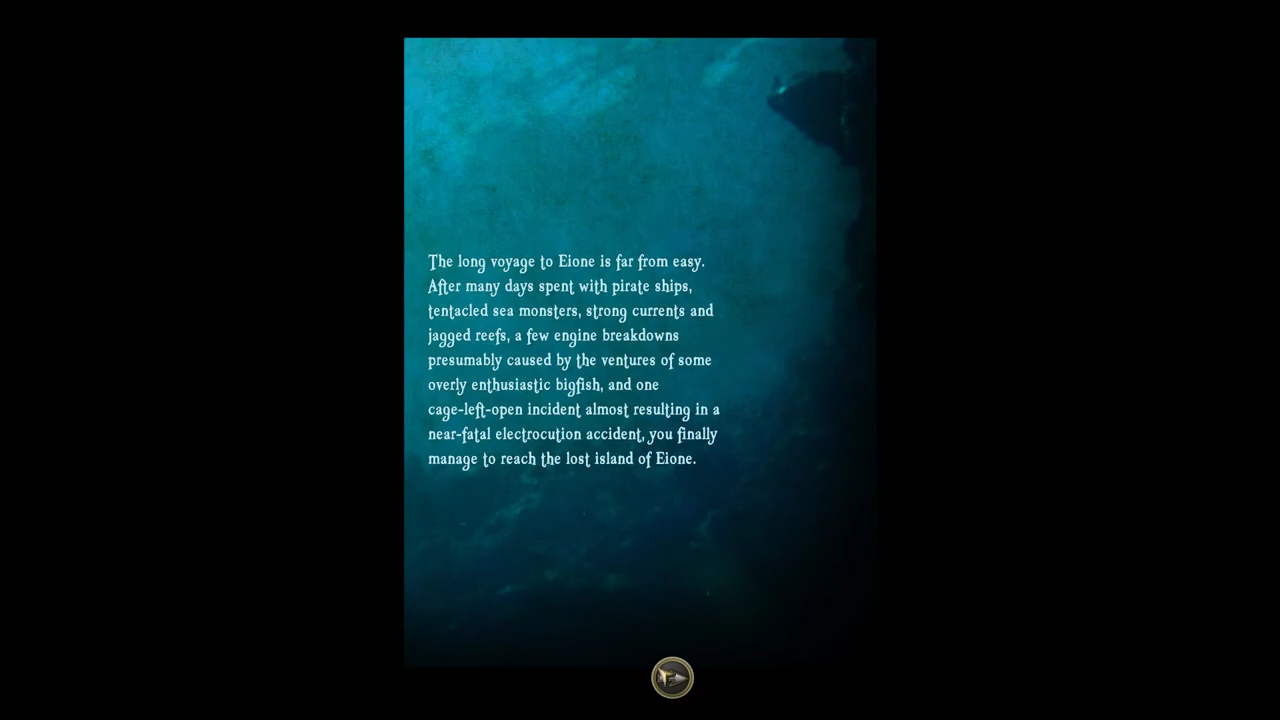 The long voyage to Eione is far from easy.
After many days spent with pirate ships,
tentacled sea monsters, strong currents and
jagged reefs, a few engine breakdowns
presumably caused by the ventures of some
overly enthusiastic bigfish, and one
cage-left-open incident almost resulting in a
near-fatal electrocution accident, you finally
manage to reach the lost island of Eione.